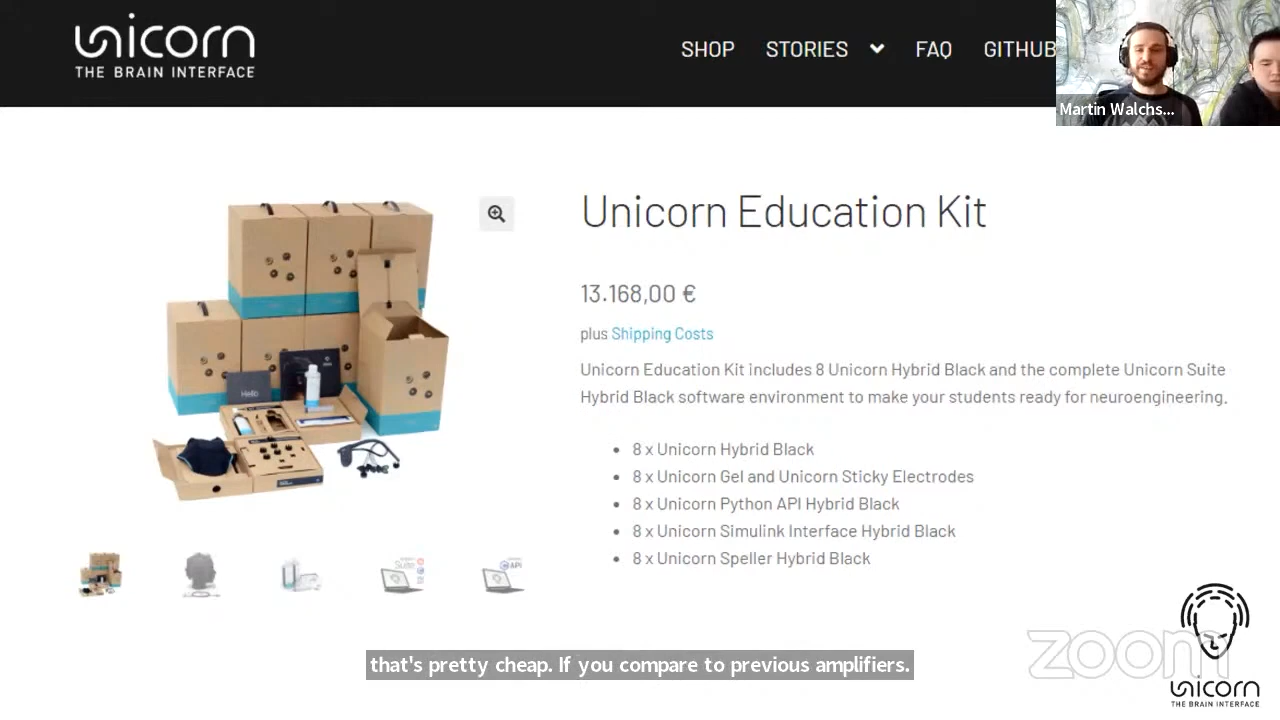 unicorn
THE BRAIN INTERFACE
SHOP STORIES FAQ GITHUB
Martin Walchs...
Unicorn Education Kit
13.168,00 €
plus Shipping Costs
Unicorn Education Kit includes 8 Unicorn Hybrid Black and the complete Unicorn Suite
Hybrid Black software environment to make your students ready for neuroengineering.
8 x Unicorn Hybrid Black
8 x Unicorn Gel and Unicorn Sticky Electrodes
8 x Unicorn Python API Hybrid Black
8 x Unicorn Simulink Interface Hybrid Black
8 x Unicorn Speller Hybrid Black
Hello
Suite
API
that's pretty cheap. If you compare to previous amplifiers.
zoom
unicorn
THE BRAIN INTERFACE